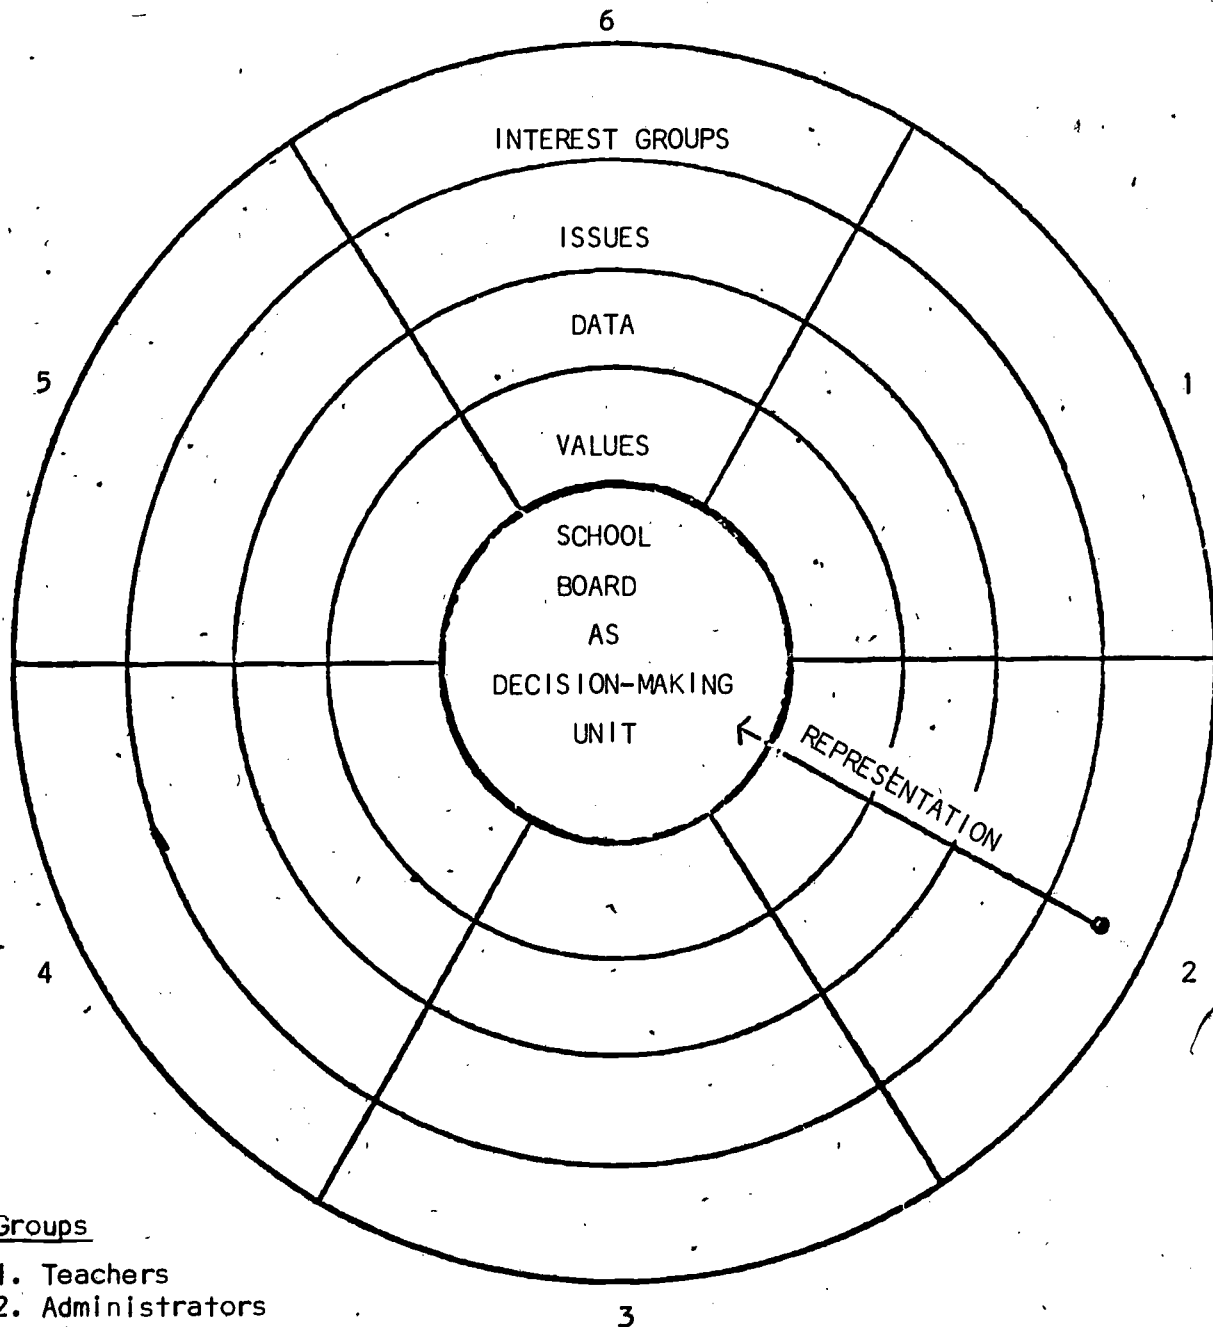 6
INTEREST GROUPS
ISSUES
DATA
5
1
VALUES
SCHOOL
BOARD
AS
DECISION-MAKING
UNIT
REPRESENTATION
4
2
Groups
1. Teachers
2. Administrators
3